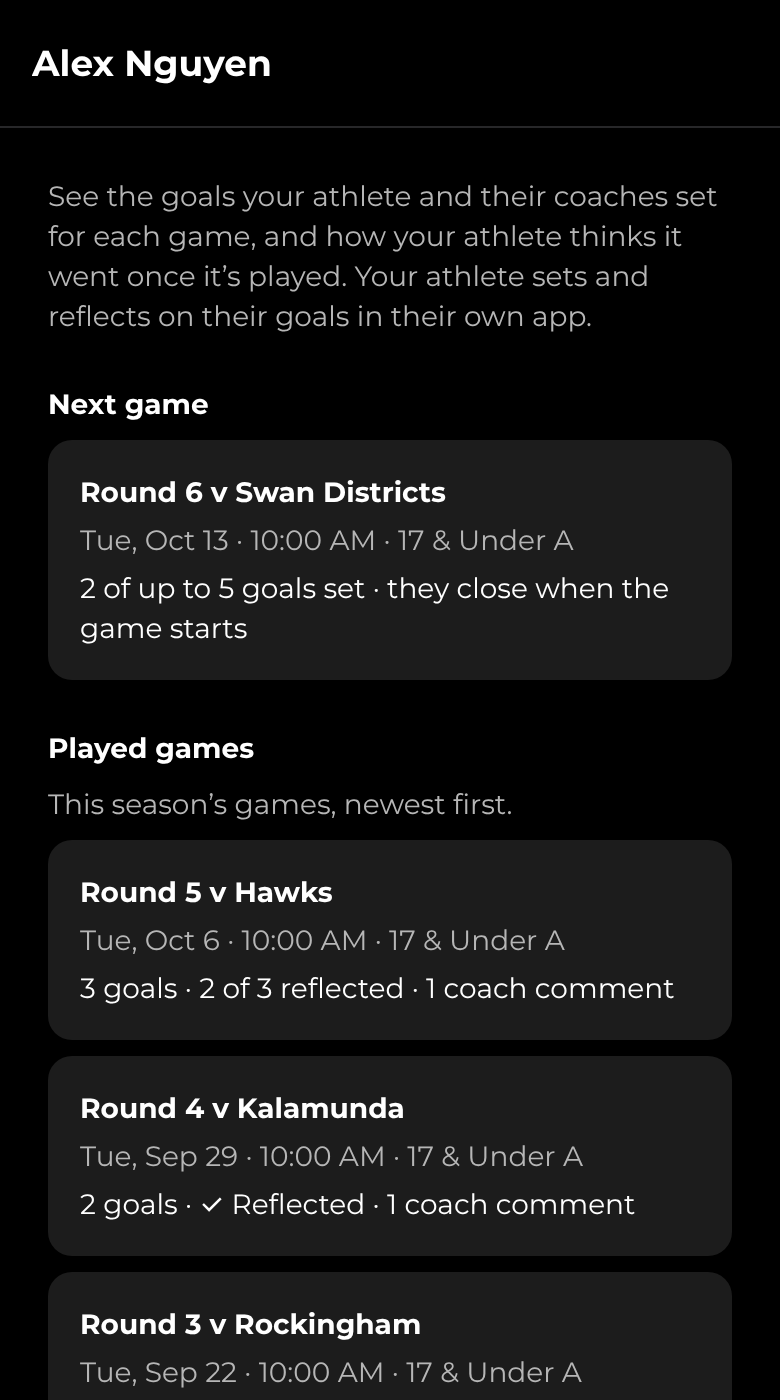 Alex Nguyen
See the goals your athlete and their coaches set
for each game, and how your athlete thinks it
went once it’s played. Your athlete sets and
reflects on their goals in their own app.
Next game
Round 6 v Swan Districts
Tue, Oct 13 · 10:00 AM · 17 & Under A
2 of up to 5 goals set · they close when the
game starts
Played games
This season’s games, newest first.
Round 5 v Hawks
Tue, Oct 6 · 10:00 AM · 17 & Under A
3 goals · 2 of 3 reflected · 1 coach comment
Round 4 v Kalamunda
Tue, Sep 29 · 10:00 AM · 17 & Under A
2 goals · ✓ Reflected · 1 coach comment
Round 3 v Rockingham
Tue, Sep 22 · 10:00 AM · 17 & Under A